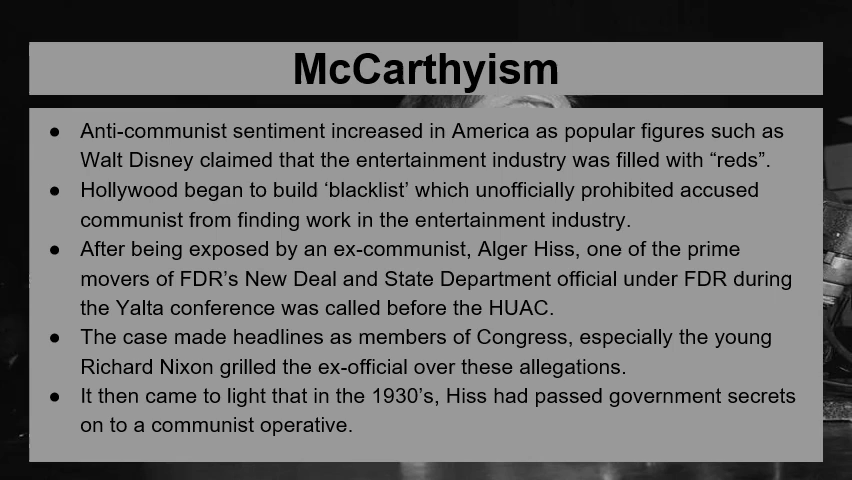 McCarthyism
● Anti-communist sentiment increased in America as popular figures such as
Walt Disney claimed that the entertainment industry was filled with “reds”.
● Hollywood began to build ‘blacklist’ which unofficially prohibited accused
communist from finding work in the entertainment industry.
● After being exposed by an ex-communist, Alger Hiss, one of the prime
movers of FDR’s New Deal and State Department official under FDR during
the Yalta conference was called before the HUAC.
● The case made headlines as members of Congress, especially the young
Richard Nixon grilled the ex-official over these allegations.
● It then came to light that in the 1930’s, Hiss had passed government secrets
on to a communist operative.